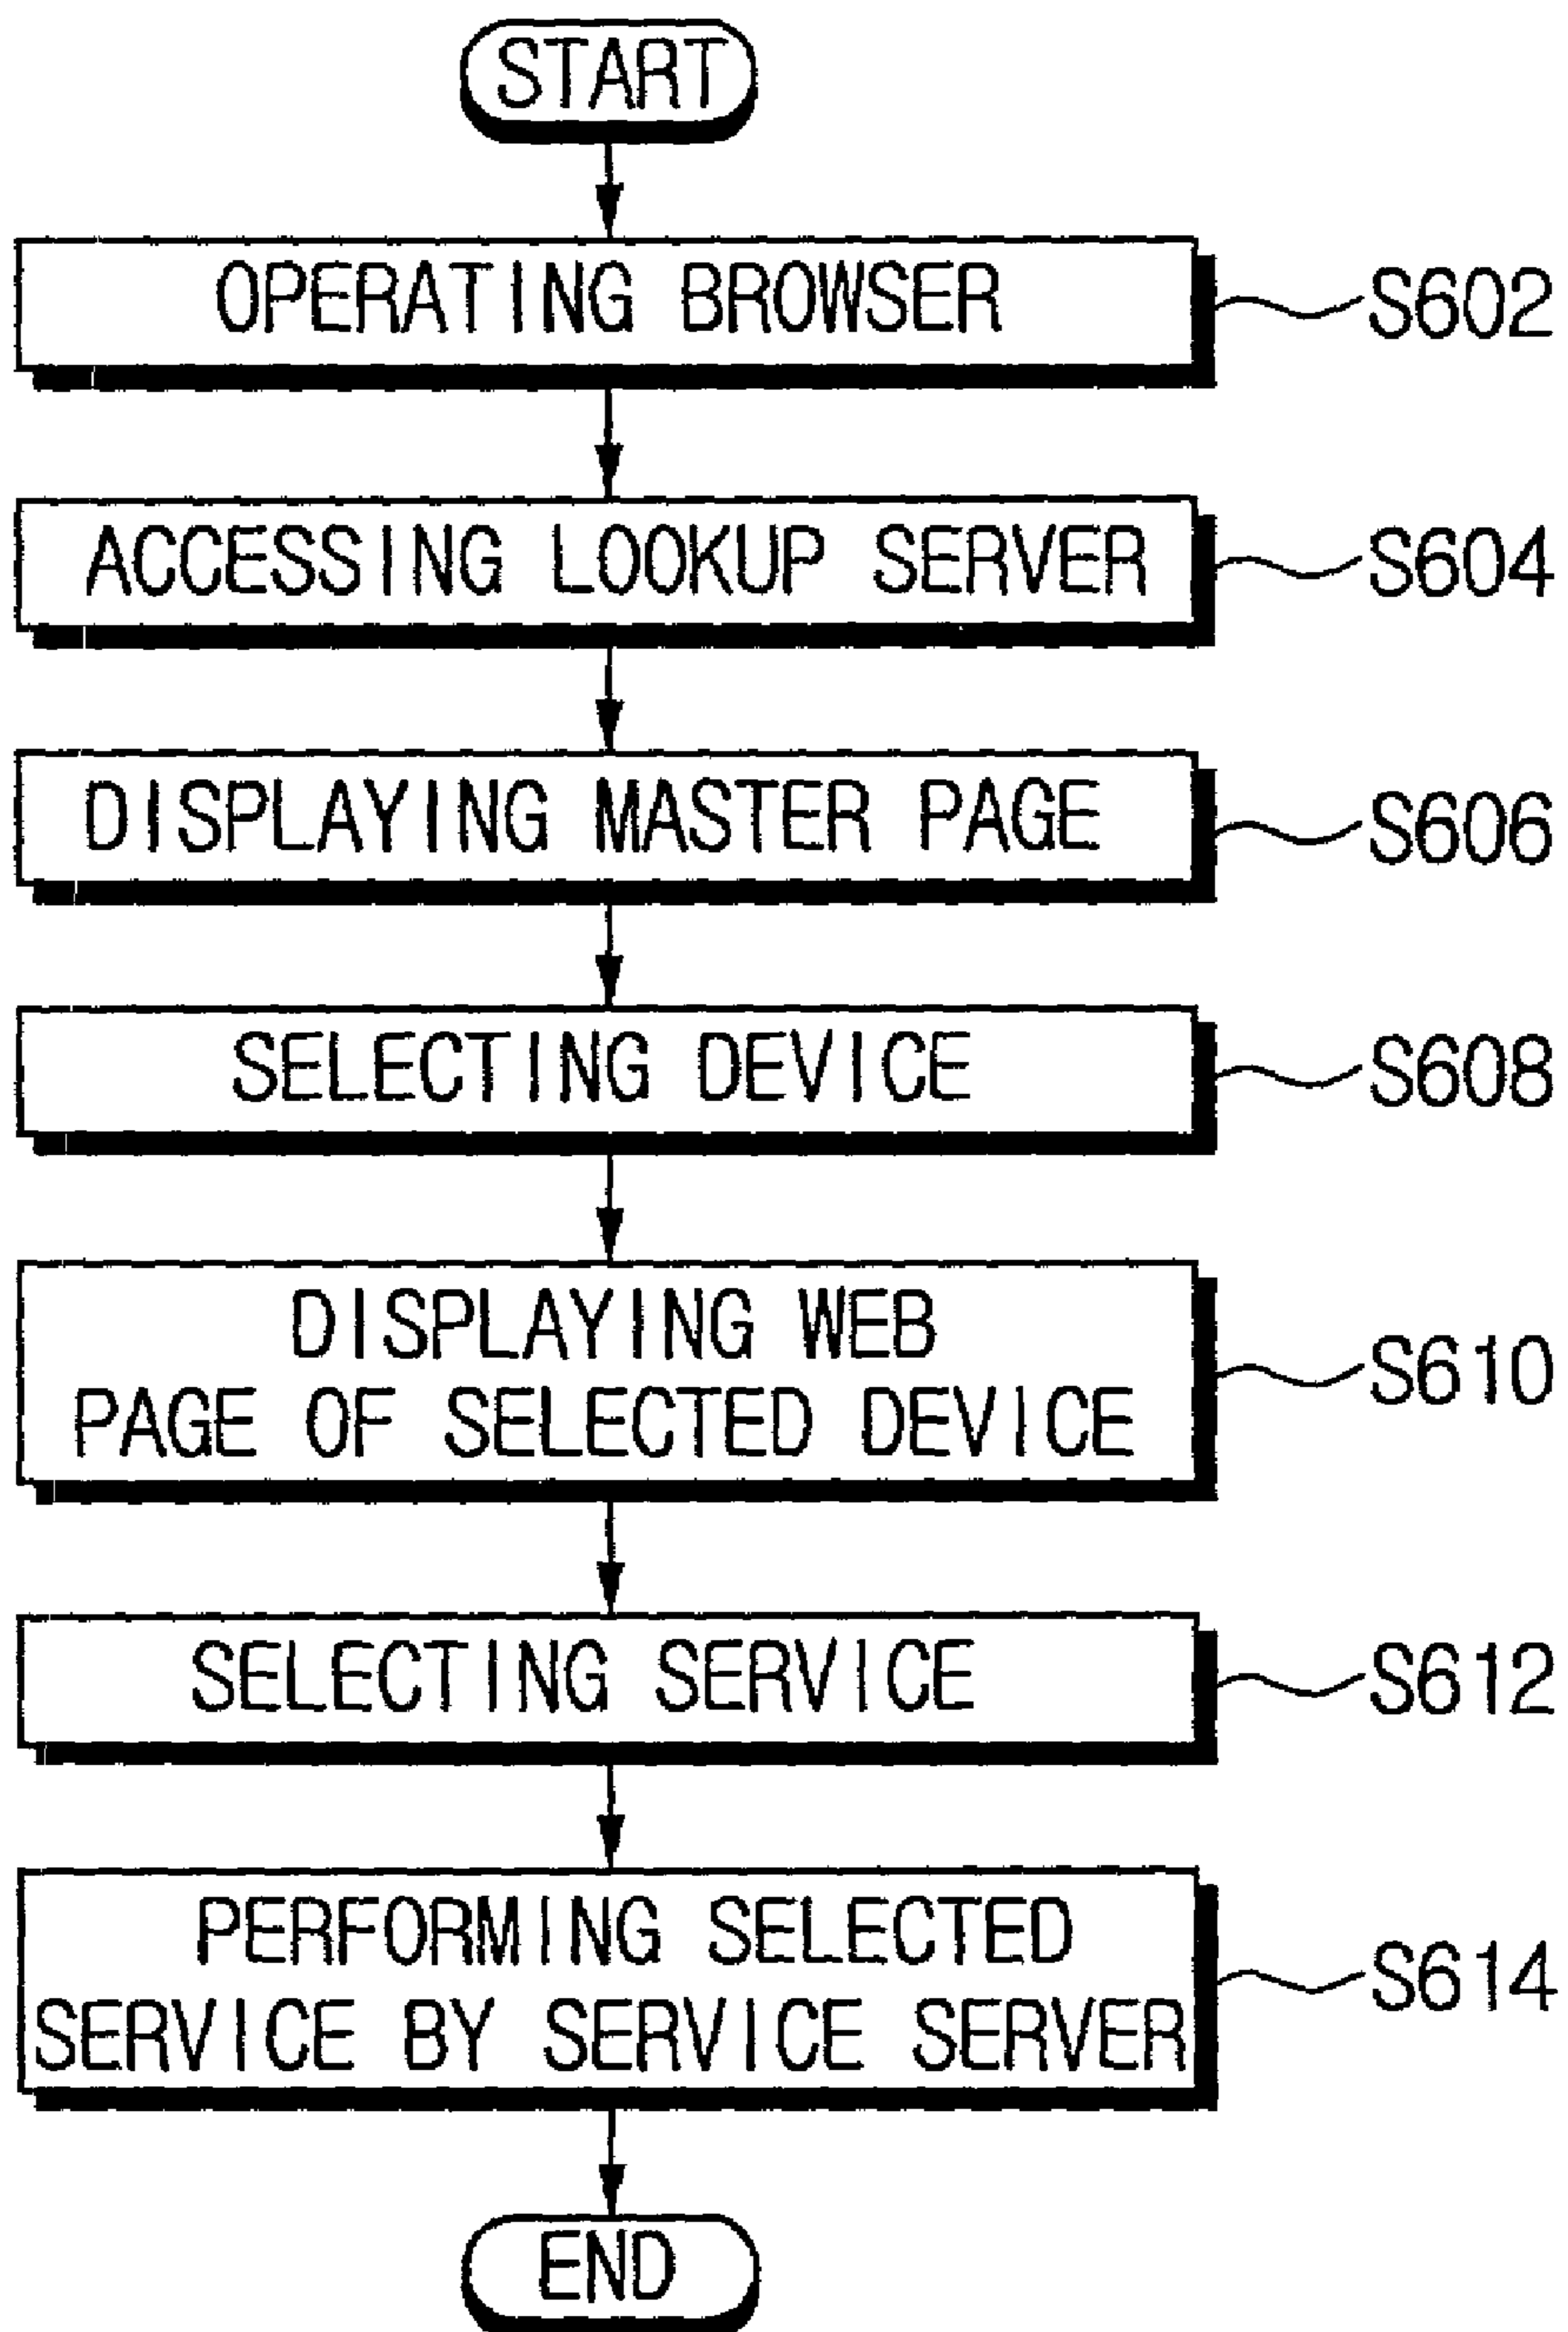 START
OPERATING BROWSER
S602
ACCESSING LOOKUP SERVER
S604
DISPLAYING MASTER PAGE
S606
SELECTING DEVICE
S608
DISPLAYING WEB
PAGE OF SELECTED DEVICE
S610
SELECTING SERVICE
S612
PERFORMING SELECTED
SERVICE BY SERVICE SERVER
S614
END